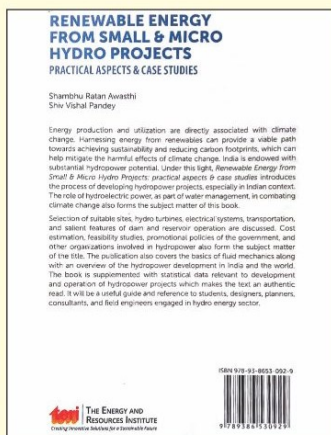 RENEWABLE ENERGY
FROM SMALL & MICRO
HYDRO PROJECTS
PRACTICAL ASPECTS & CASE STUDIES
Shambhu Ratan Awasthi
Shiv Vishal Pandey
Energy production and utilization are directly associated with climate
change. Harnessing energy from renewables can provide a viable path
towards achieving sustainability and reducing carbon footprints, which can
help mitigate the harmful effects of climate change. India is endowed with
substantial hydropower potential. Under this light, Renewable Energy from
Small & Micro Hydro Projects: practical aspects & case studies introduces
the process of developing hydropower projects, especially in Indian context.
The role of hydroelectric power, as part of water management, in combating
climate change also forms the subject matter of this book.
Selection of suitable sites, hydro turbines, electrical systems, transportation,
and salient features of dam and reservoir operation are discussed. Cost
estimation, feasibility studies, promotional policies of the government, and
other organizations involved in hydropower also form the subject matter
of the title. The publication also covers the basics of fluid mechanics along
with an overview of the hydropower development in India and the world.
The book is supplemented with statistical data relevant to development
and operation of hydropower projects which makes the text an authentic
read. It will be a useful guide and reference to students, designers, planners,
consultants, and field engineers engaged in hydro energy sector.
ISBN 978-93-8653-092-9
teri THE ENERGY AND
RESOURCES INSTITUTE
Creating Innovative Solutions for a Sustainable Future
9 789386 530929